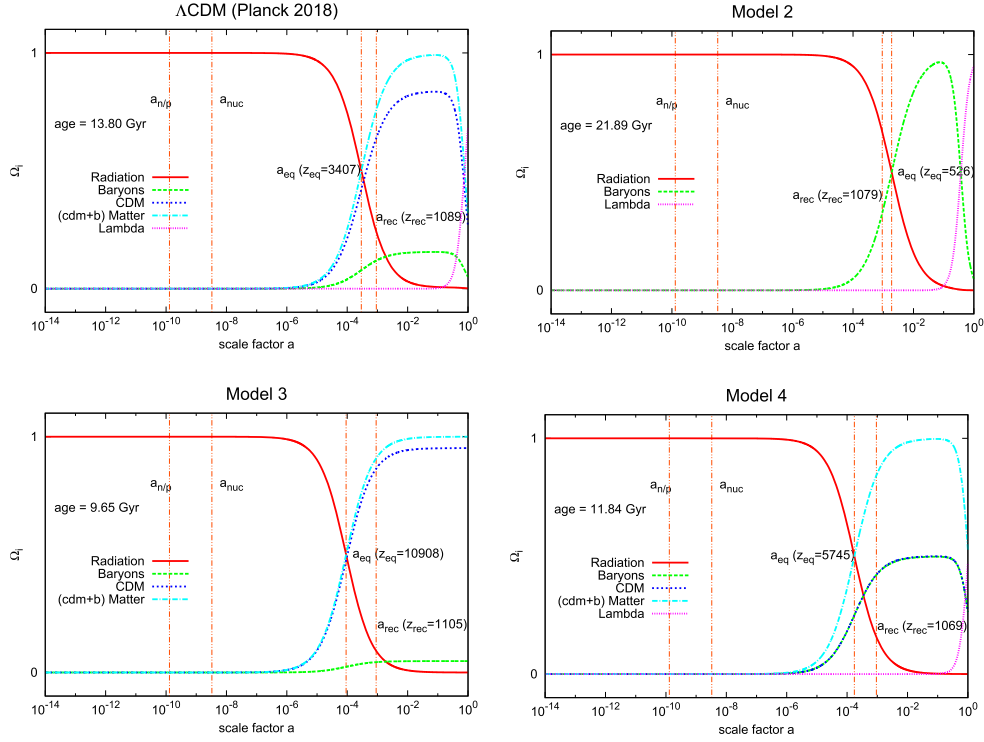 ΛCDM (Planck 2018)
1
0
Ω_i
a_n/p
a_nuc
age = 13.80 Gyr
a_eq (z_eq=3407)
Radiation
Baryons
CDM
(cdm+b) Matter
Lambda
a_rec (z_rec=1089)
10^-14 10^-12 10^-10 10^-8 10^-6 10^-4 10^-2 10^0
scale factor a
Model 2
1
0
Ω_i
a_n/p
a_nuc
age = 21.89 Gyr
a_eq (z_eq=526)
Radiation
Baryons
Lambda
a_rec (z_rec=1079)
10^-14 10^-12 10^-10 10^-8 10^-6 10^-4 10^-2 10^0
scale factor a
Model 3
1
0
Ω_i
a_n/p
a_nuc
age = 9.65 Gyr
a_eq (z_eq=10908)
Radiation
Baryons
CDM
(cdm+b) Matter
a_rec (z_rec=1105)
10^-14 10^-12 10^-10 10^-8 10^-6 10^-4 10^-2 10^0
scale factor a
Model 4
1
0
Ω_i
a_n/p
a_nuc
age = 11.84 Gyr
a_eq (z_eq=5745)
Radiation
Baryons
CDM
(cdm+b) Matter
Lambda
a_rec (z_rec=1069)
10^-14 10^-12 10^-10 10^-8 10^-6 10^-4 10^-2 10^0
scale factor a